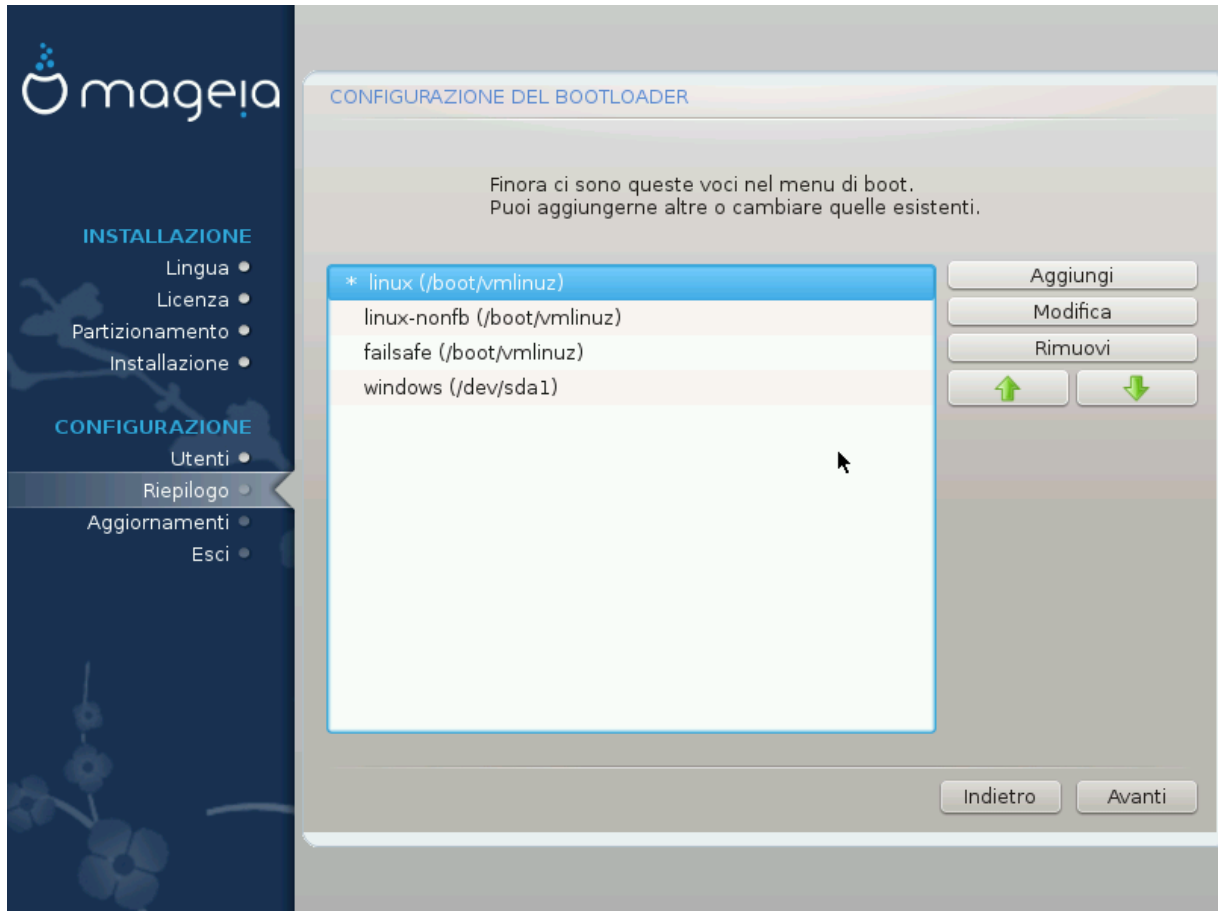 mageia
INSTALLAZIONE
Lingua
Licenza
Partizionamento
Installazione
CONFIGURAZIONE
Utenti
Riepilogo
Aggiornamenti
Esci
CONFIGURAZIONE DEL BOOTLOADER
Finora ci sono queste voci nel menu di boot.
Puoi aggiungerne altre o cambiare quelle esistenti.
* linux (/boot/vmlinuz)
linux-nonfb (/boot/vmlinuz)
failsafe (/boot/vmlinuz)
windows (/dev/sda1)
Aggiungi
Modifica
Rimuovi
Indietro
Avanti